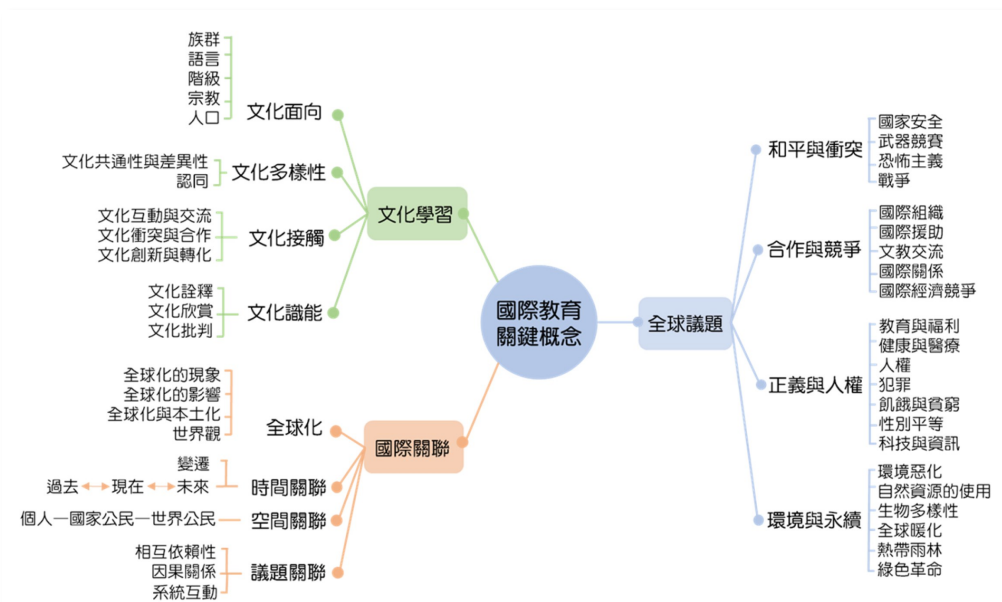 國際教育
關鍵概念
文化學習
文化面向
族群
語言
階級
宗教
人口
文化多樣性
文化共通性與差異性
認同
文化接觸
文化互動與交流
文化衝突與合作
文化創新與轉化
文化識能
文化詮釋
文化欣賞
文化批判
國際關聯
全球化
全球化的現象
全球化的影響
全球化與本土化
世界觀
時間關聯
變遷
過去 現在 未來
空間關聯
個人—國家公民—世界公民
議題關聯
相互依賴性
因果關係
系統互動
全球議題
和平與衝突
國家安全
武器競賽
恐怖主義
戰爭
合作與競爭
國際組織
國際援助
文教交流
國際關係
國際經濟競爭
正義與人權
教育與福利
健康與醫療
人權
犯罪
飢餓與貧窮
性別平等
科技與資訊
環境與永續
環境惡化
自然資源的使用
生物多樣性
全球暖化
熱帶雨林
綠色革命